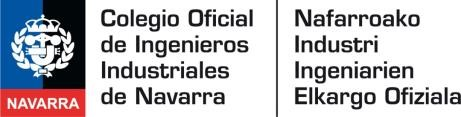 NAVARRA
Colegio Oficial
de Ingenieros
Industriales
de Navarra
Nafarroako
Industri
Ingeniarien
Elkargo Ofiziala